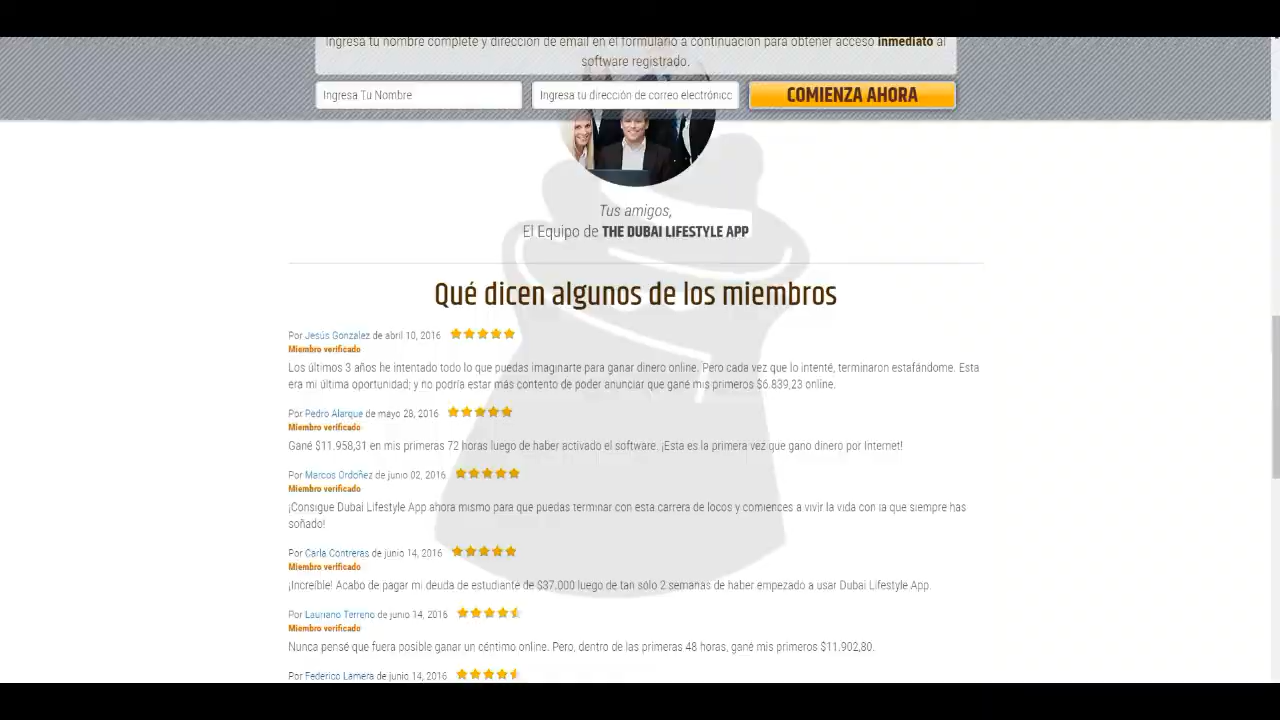 Ingresa tu nombre complete y dirección de email en el formulario a continuación para obtener acceso inmediato al
software registrado.
Ingresa Tu Nombre
Ingresa tu dirección de correo electrónicc
COMIENZA AHORA
Tus amigos,
El Equipo de THE DUBAI LIFESTYLE APP
Qué dicen algunos de los miembros
Por Jesús Gonzalez de abril 10, 2016
Miembro verificado
Los últimos 3 años he intentado todo lo que puedas imaginarte para ganar dinero online. Pero cada vez que lo intenté, terminaron estafándome. Esta
era mi última oportunidad; y no podría estar más contento de poder anunciar que gané mis primeros $6.839,23 online.
Por Pedro Alarque de mayo 28, 2016
Miembro verificado
Gané $11.958,31 en mis primeras 72 horas luego de haber activado el software. ¡Esta es la primera vez que gano dinero por Internet!
Por Marcos Ordoñez de junio 02, 2016
Miembro verificado
¡Consigue Dubai Lifestyle App ahora mismo para que puedas terminar con esta carrera de locos y comiences a vivir la vida con la que siempre has
soñado!
Por Carla Contreras de junio 14, 2016
Miembro verificado
¡Increíble! Acabo de pagar mi deuda de estudiante de $37.000 luego de tan sólo 2 semanas de haber empezado a usar Dubai Lifestyle App.
Por Lauriano Terreno de junio 14, 2016
Miembro verificado
Nunca pensé que fuera posible ganar un céntimo online. Pero, dentro de las primeras 48 horas, gané mis primeros $11.902,80.
Por Federico Lamera de junio 14, 2016